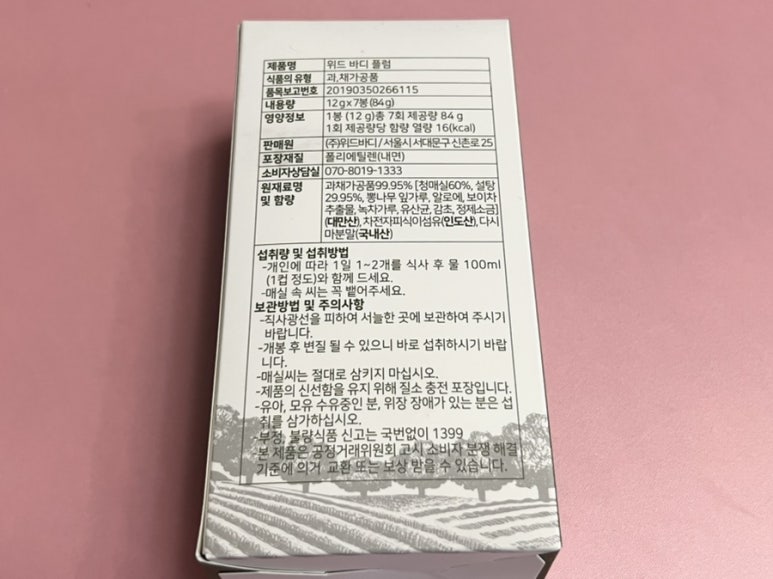 제품명 위드 바디 플럼
식품의 유형 과,채가공품
품목보고번호 20190350266115
내용량 12g x 7봉 (84g)
영양정보 1봉 (12g)총 7회 제공량 84g
1회 제공량당 함량 열량 16(kcal)
판매원 (주)위드바디 / 서울시 서대문구 신촌로 25
포장재질 폴리에틸렌(내면)
소비자상담실 070-8019-1333
원재료명 과채가공품99.95% [청매실60%, 설탕
및 함량 29.95%, 뽕나무 잎가루, 알로에, 보이차
추출물, 녹차가루, 유산균, 감초, 정제소금]
(대만산), 차전자피식이섬유(인도산), 다시
마분말(국내산)
섭취량 및 섭취방법
-개인에 따라 1일 1~2개를 식사 후 물 100ml
(1컵 정도)와 함께 드세요.
-매실 속 씨는 꼭 뱉어주세요.
보관방법 및 주의사항
-직사광선을 피하여 서늘한 곳에 보관하여 주시기
바랍니다.
-개봉 후 변질 될 수 있으니 바로 섭취하시기 바랍
니다.
-매실씨는 절대로 삼키지 마십시오.
-제품의 신선함을 유지 위해 질소 충전 포장입니다.
-유아, 모유 수유중인 분, 위장 장애가 있는 분은 섭
취를 삼가하십시오.
-부정, 불량식품 신고는 국번없이 1399
-본 제품은 공정거래위원회 고시 소비자 분쟁 해결
기준에 의거 교환 또는 보상 받을 수 있습니다.